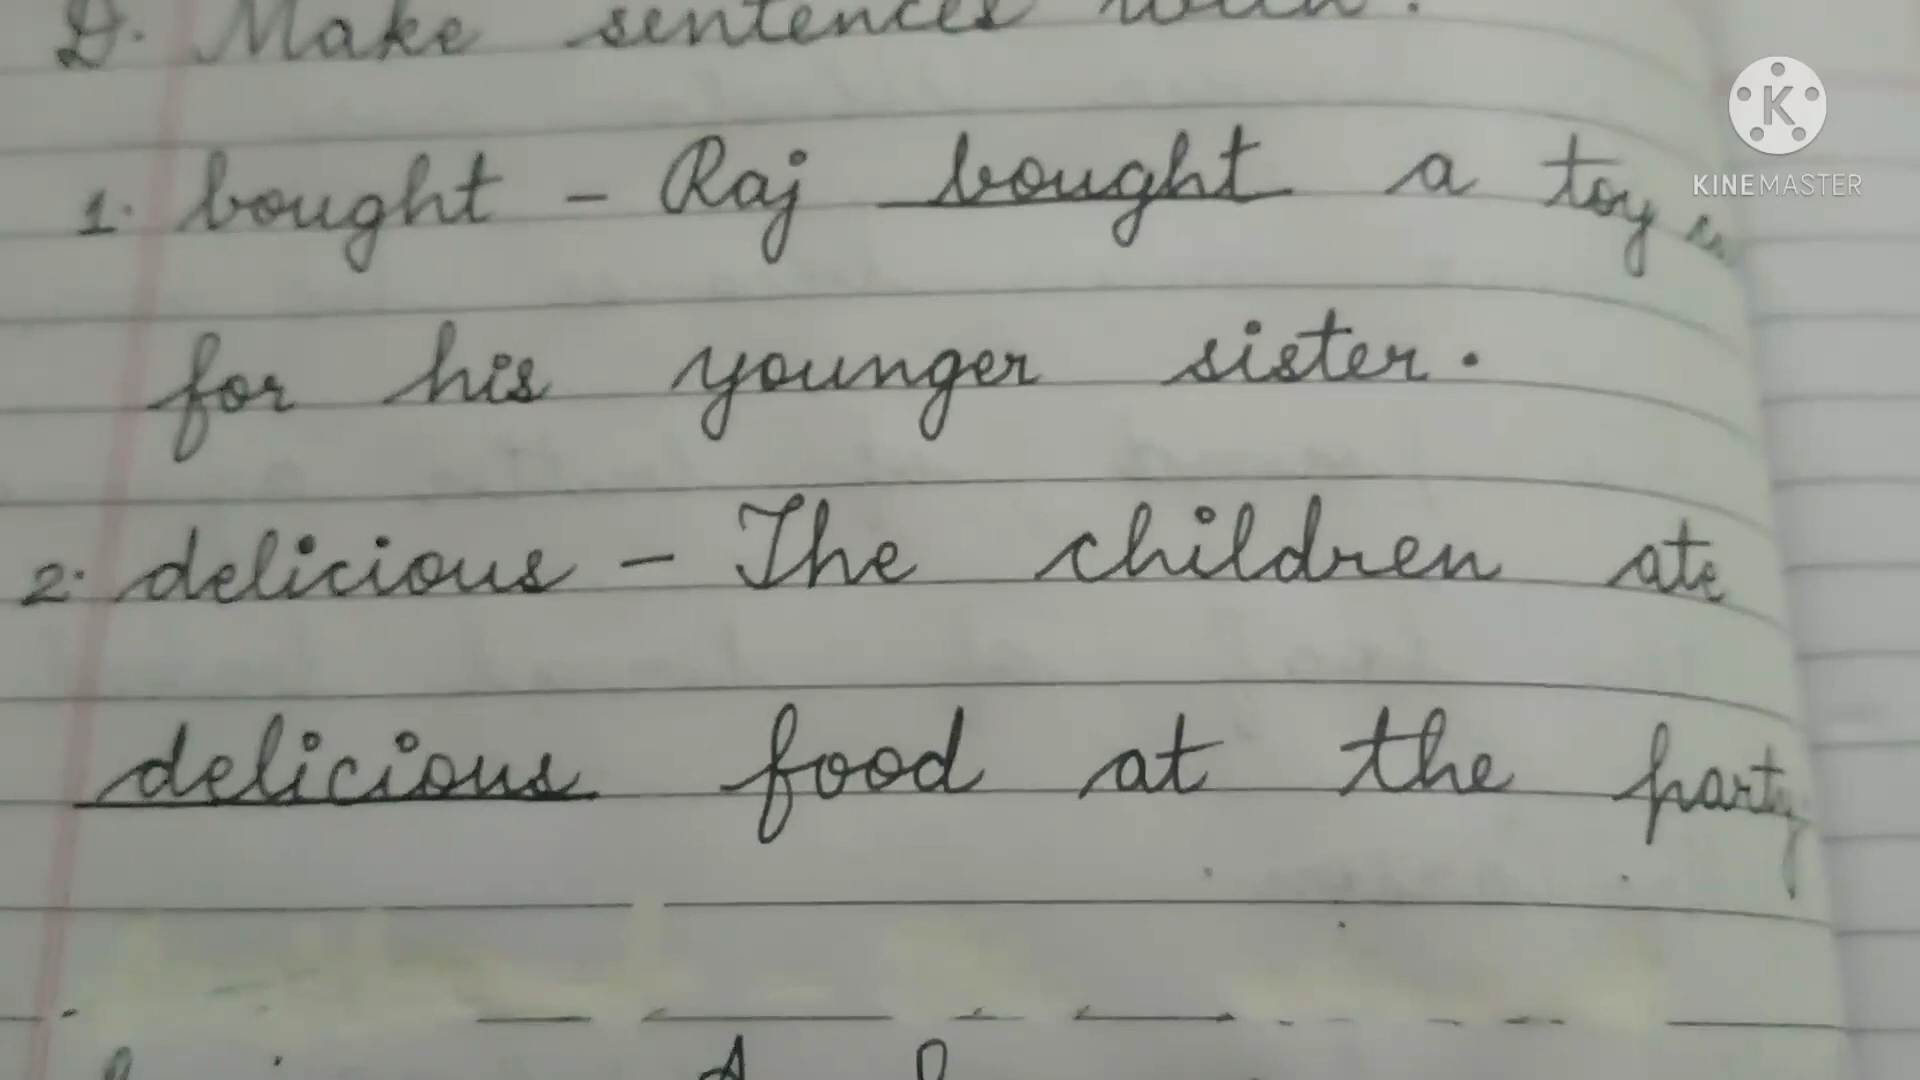 D. Make sentences with:
1. bought - Raj bought a toy
for his younger sister.
2. delicious - The children ate
delicious food at the party.
KINEMASTER